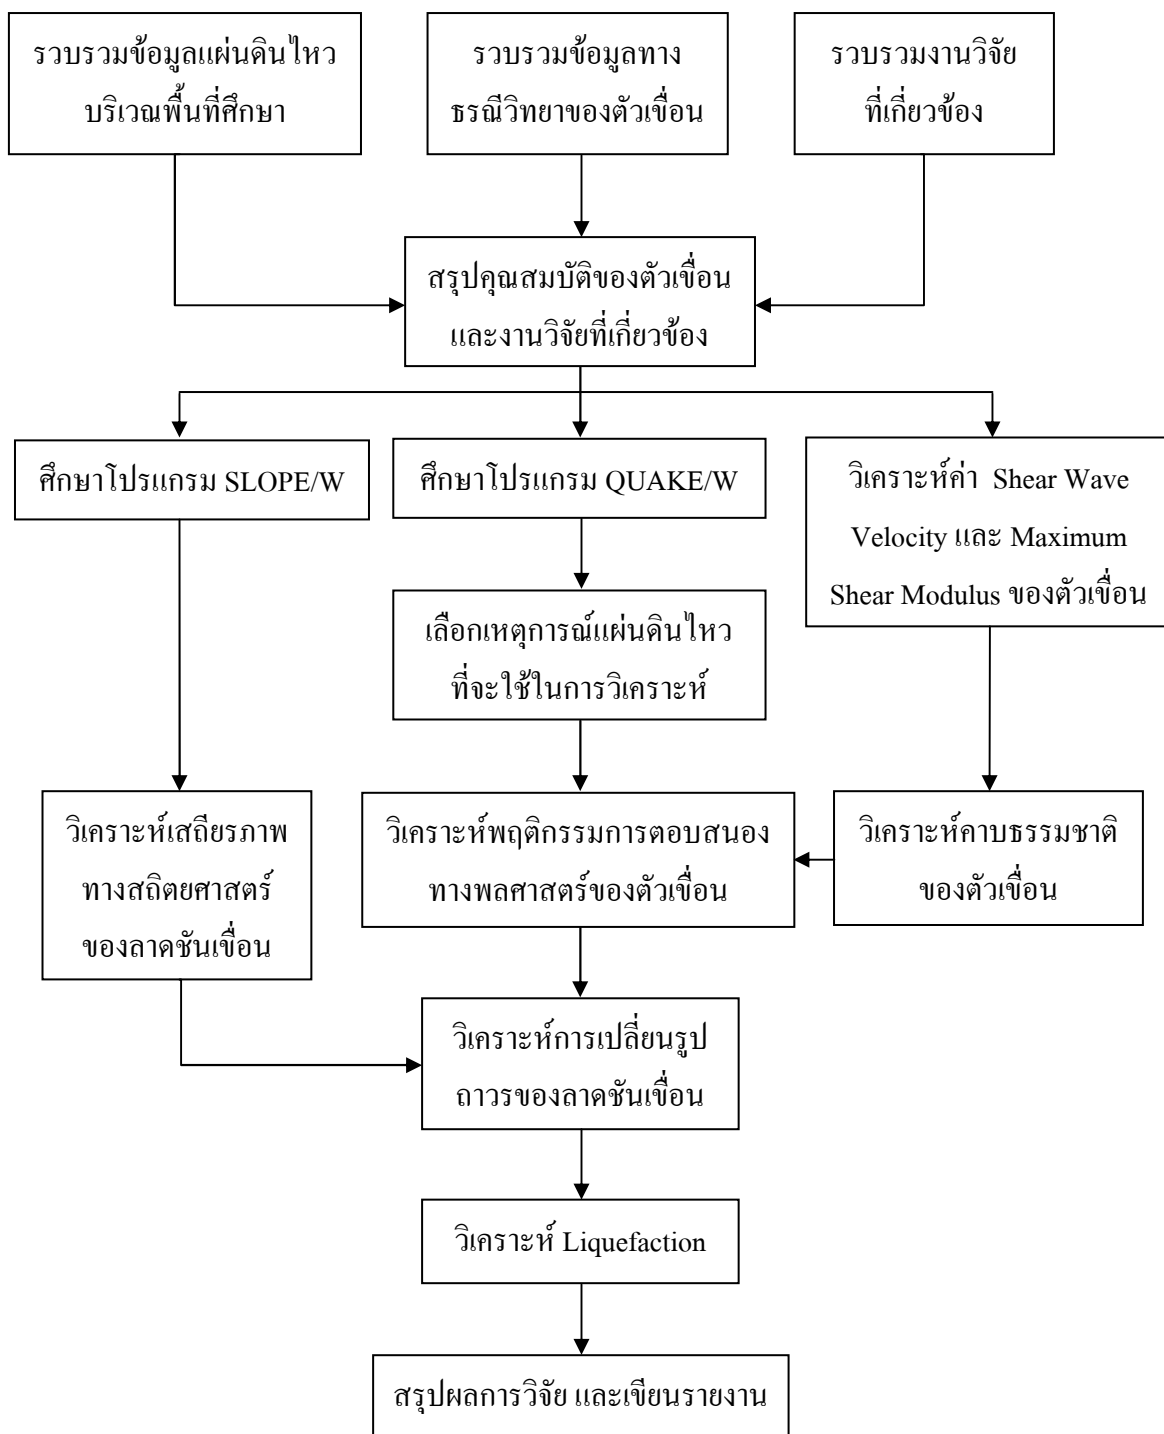 รวบรวมข้อมูลแผ่นดินไหว
บริเวณพื้นที่ศึกษา
รวบรวมข้อมูลทาง
ธรณีวิทยาของตัวเขื่อน
รวบรวมงานวิจัย
ที่เกี่ยวข้อง
สรุปคุณสมบัติของตัวเขื่อน
และงานวิจัยที่เกี่ยวข้อง
ศึกษาโปรแกรม SLOPE/W
ศึกษาโปรแกรม QUAKE/W
วิเคราะห์ค่า Shear Wave
Velocity และ Maximum
Shear Modulus ของตัวเขื่อน
เลือกเหตุการณ์แผ่นดินไหว
ที่จะใช้ในการวิเคราะห์
วิเคราะห์เสถียรภาพ
ทางสถิตยศาสตร์
ของลาดชันเขื่อน
วิเคราะห์พฤติกรรมการตอบสนอง
ทางพลศาสตร์ของตัวเขื่อน
วิเคราะห์คาบธรรมชาติ
ของตัวเขื่อน
วิเคราะห์การเปลี่ยนรูป
ถาวรของลาดชันเขื่อน
วิเคราะห์ Liquefaction
สรุปผลการวิจัย และเขียนรายงาน